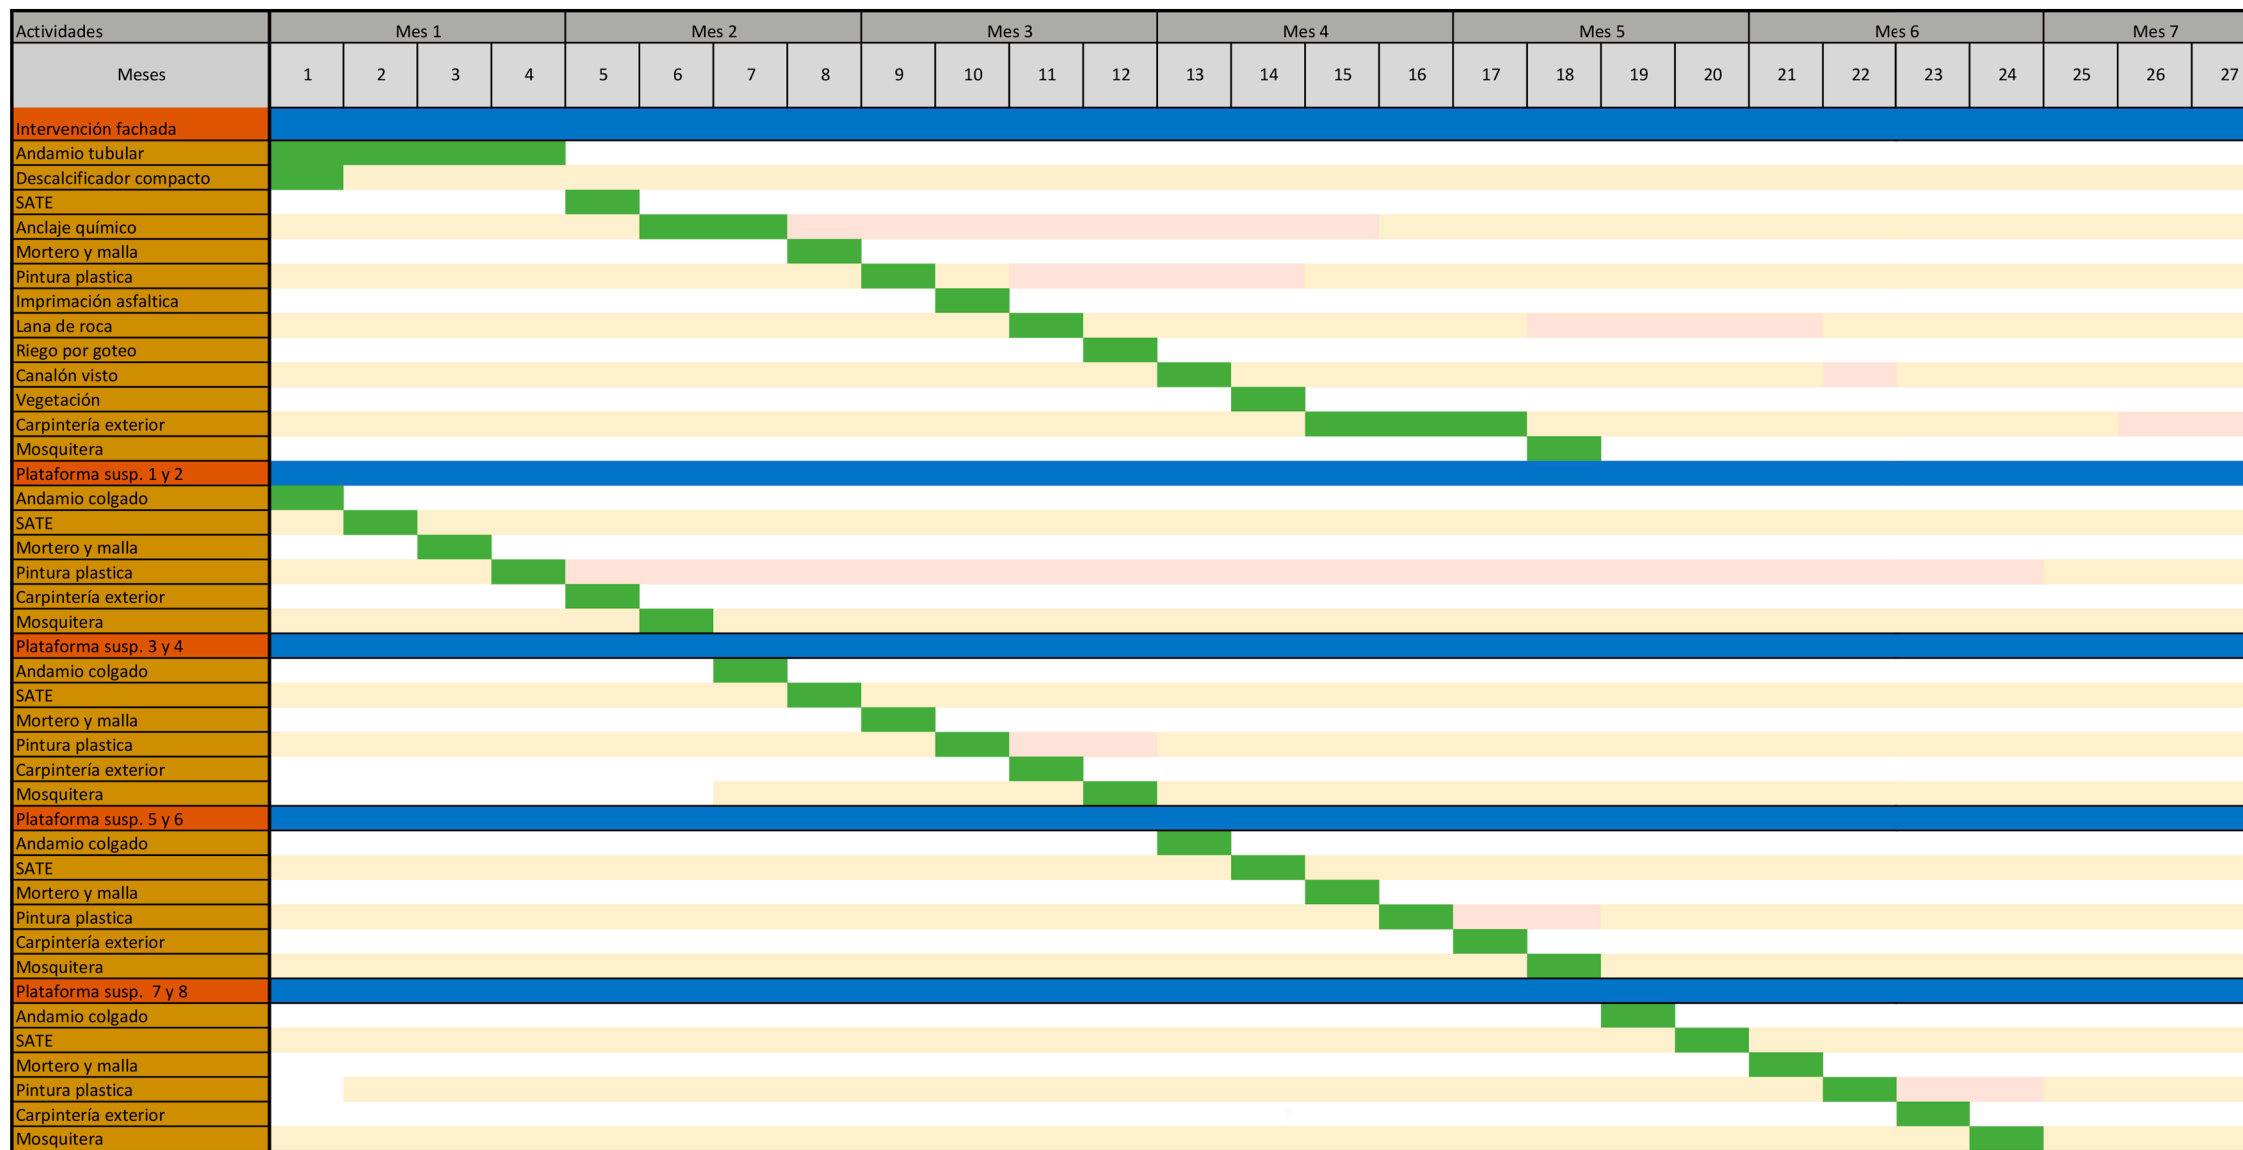 Actividades Mes 1 Mes 2 Mes 3 Mes 4 Mes 5 Mes 6 Mes 7
Meses 1 2 3 4 5 6 7 8 9 10 11 12 13 14 15 16 17 18 19 20 21 22 23 24 25 26 27
Intervención fachada
Andamio tubular
Descalcificador compacto
SATE
Anclaje químico
Mortero y malla
Pintura plastica
Imprimación asfaltica
Lana de roca
Riego por goteo
Canalón visto
Vegetación
Carpintería exterior
Mosquitera
Plataforma susp. 1 y 2
Andamio colgado
SATE
Mortero y malla
Pintura plastica
Carpintería exterior
Mosquitera
Plataforma susp. 3 y 4
Andamio colgado
SATE
Mortero y malla
Pintura plastica
Carpintería exterior
Mosquitera
Plataforma susp. 5 y 6
Andamio colgado
SATE
Mortero y malla
Pintura plastica
Carpintería exterior
Mosquitera
Plataforma susp. 7 y 8
Andamio colgado
SATE
Mortero y malla
Pintura plastica
Carpintería exterior
Mosquitera